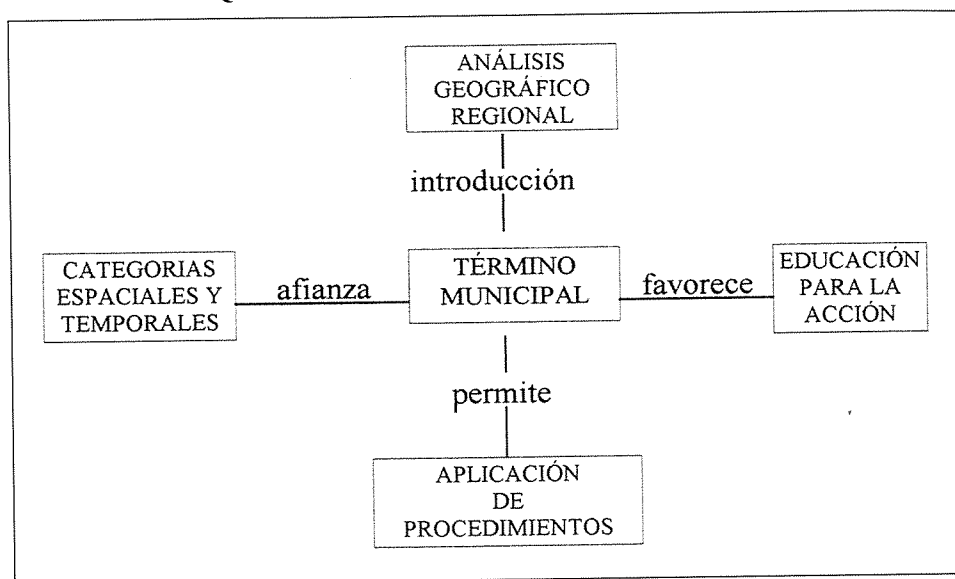 ANÁLISIS
GEOGRÁFICO
REGIONAL
introducción
CATEGORIAS
ESPACIALES Y
TEMPORALES
afianza
TÉRMINO
MUNICIPAL
favorece
EDUCACIÓN
PARA LA
ACCIÓN
permite
APLICACIÓN
DE
PROCEDIMIENTOS